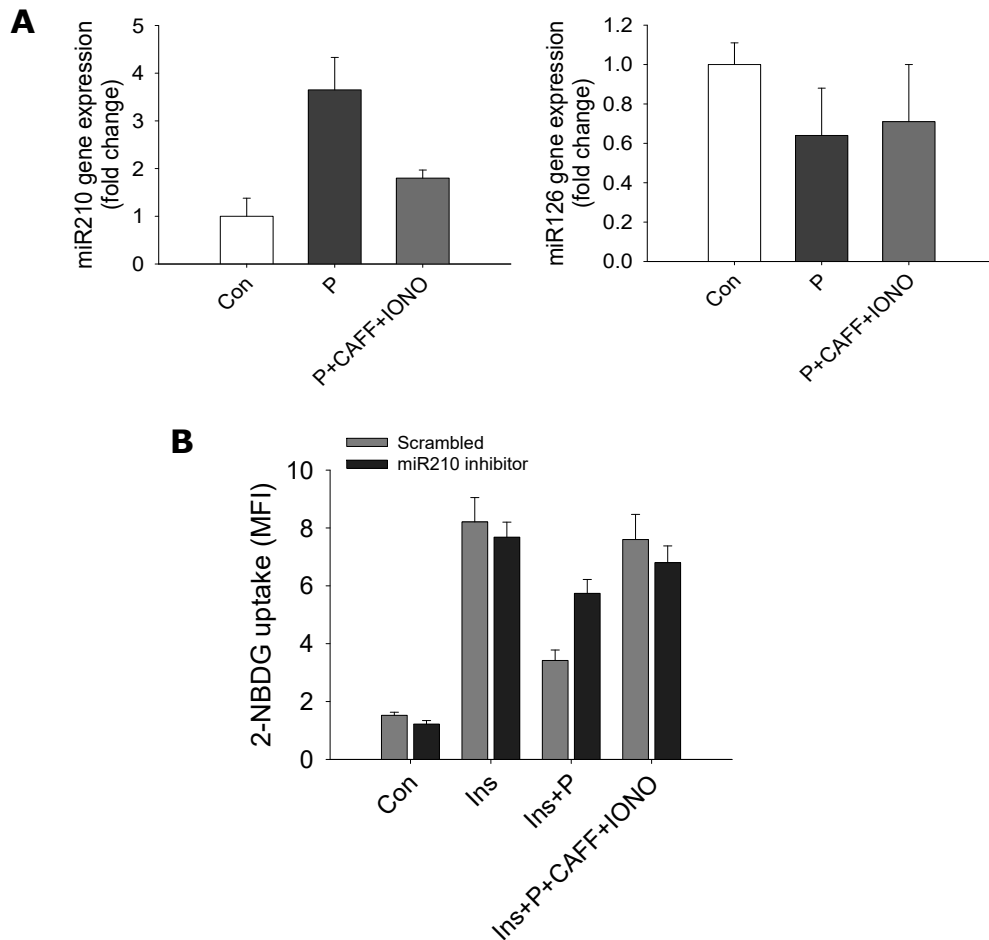 A
miR210 gene expression
(fold change)
5
4
3
2
1
0
Con
P
P+CAFF+IONO
miR126 gene expression
(fold change)
1.2
1.0
0.8
0.6
0.4
0.2
0.0
Con
P
P+CAFF+IONO
B
Scrambled
miR210 inhibitor
2-NBDG uptake (MFI)
10
8
6
4
2
0
Con
Ins
Ins+P
Ins+P+CAFF+IONO